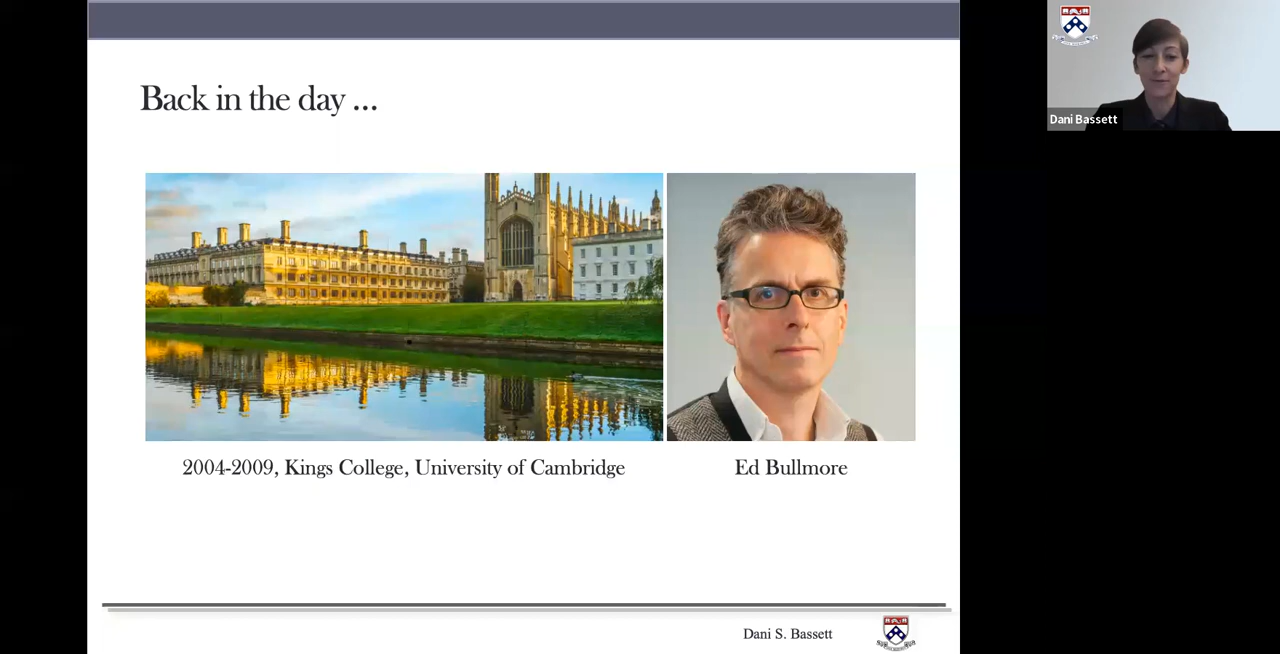 Back in the day ...
Dani Bassett
2004-2009, Kings College, University of Cambridge
Ed Bullmore
Dani S. Bassett